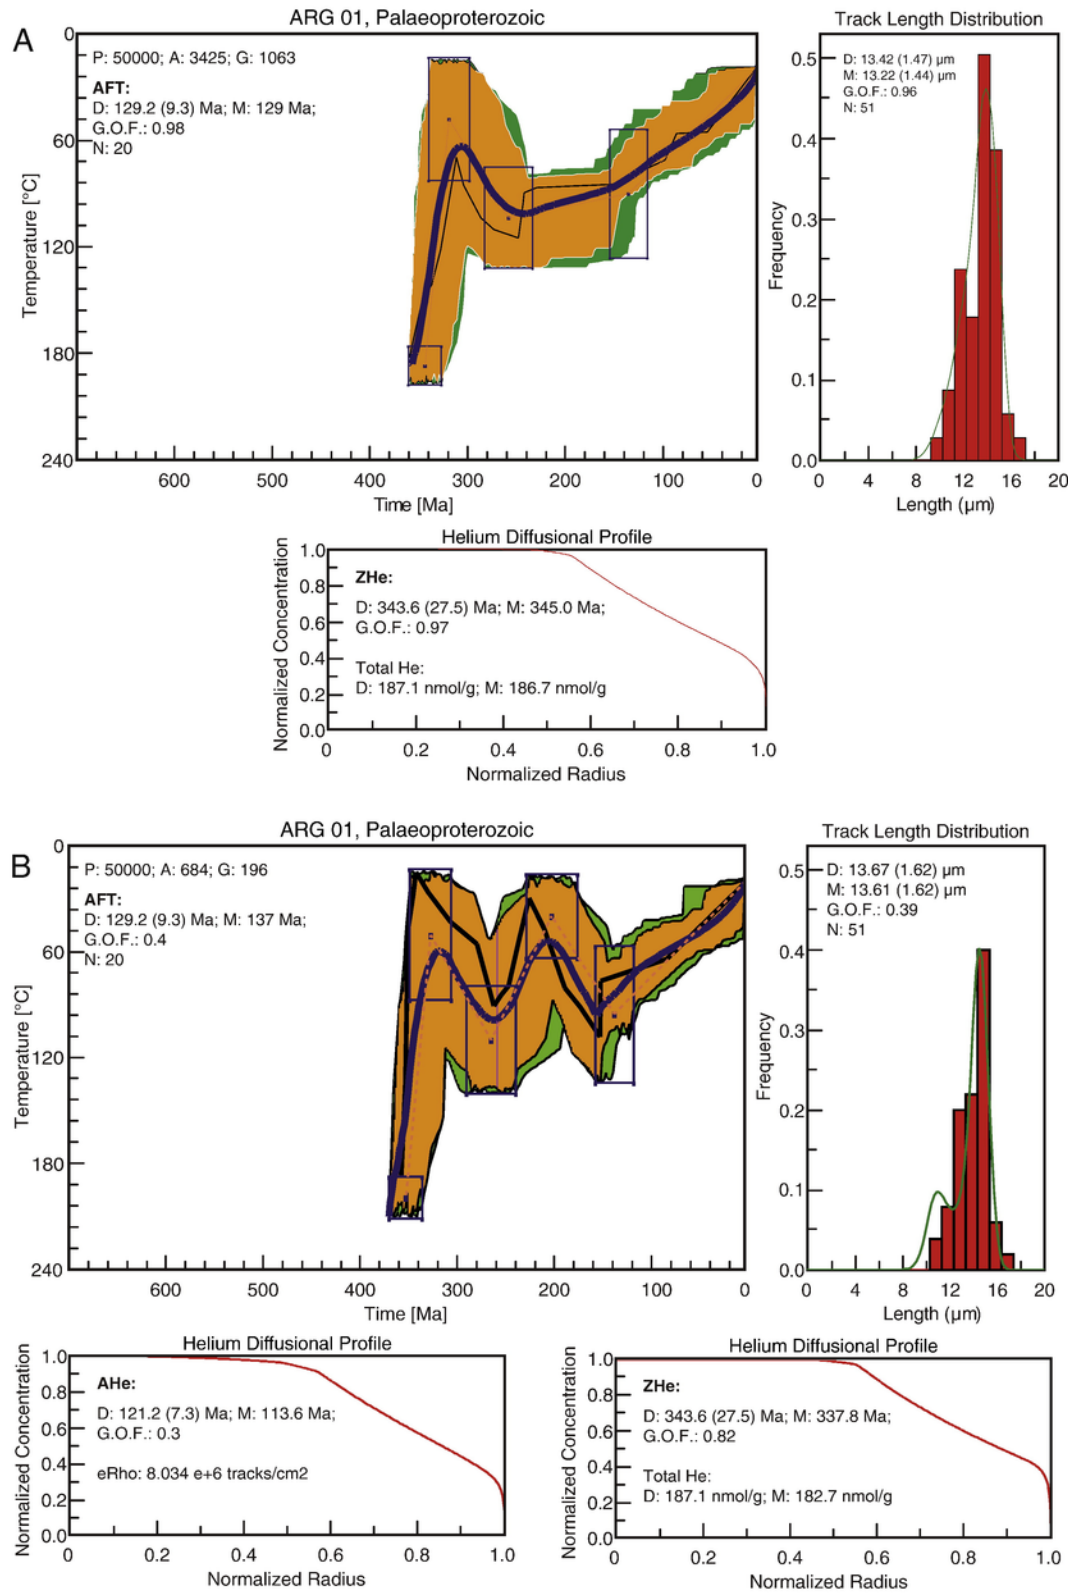 A
ARG 01, Palaeoproterozoic
P: 50000; A: 3425; G: 1063
AFT:
D: 129.2 (9.3) Ma; M: 129 Ma;
G.O.F.: 0.98
N: 20
Temperature [°C]
0
60
120
180
240
600
500
400
300
200
100
0
Time [Ma]
Track Length Distribution
D: 13.42 (1.47) µm
M: 13.22 (1.44) µm
G.O.F.: 0.96
N: 51
Frequency
0.5
0.4
0.3
0.2
0.1
0.0
0
4
8
12
16
20
Length (µm)
Helium Diffusional Profile
ZHe:
D: 343.6 (27.5) Ma; M: 345.0 Ma;
G.O.F.: 0.97
Total He:
D: 187.1 nmol/g; M: 186.7 nmol/g
Normalized Concentration
1.0
0.8
0.6
0.4
0.2
0.0
0
0.2
0.4
0.6
0.8
1.0
Normalized Radius
B
ARG 01, Palaeoproterozoic
P: 50000; A: 684; G: 196
AFT:
D: 129.2 (9.3) Ma; M: 137 Ma;
G.O.F.: 0.4
N: 20
Temperature [°C]
0
60
120
180
240
600
500
400
300
200
100
0
Time [Ma]
Track Length Distribution
D: 13.67 (1.62) µm
M: 13.61 (1.62) µm
G.O.F.: 0.39
N: 51
Frequency
0.5
0.4
0.3
0.2
0.1
0.0
0
4
8
12
16
20
Length (µm)
Helium Diffusional Profile
AHe:
D: 121.2 (7.3) Ma; M: 113.6 Ma;
G.O.F.: 0.3
eRho: 8.034 e+6 tracks/cm2
Normalized Concentration
1.0
0.8
0.6
0.4
0.2
0.0
0
0.2
0.4
0.6
0.8
1.0
Normalized Radius
Helium Diffusional Profile
ZHe:
D: 343.6 (27.5) Ma; M: 337.8 Ma;
G.O.F.: 0.82
Total He:
D: 187.1 nmol/g; M: 182.7 nmol/g
Normalized Concentration
1.0
0.8
0.6
0.4
0.2
0.0
0
0.2
0.4
0.6
0.8
1.0
Normalized Radius